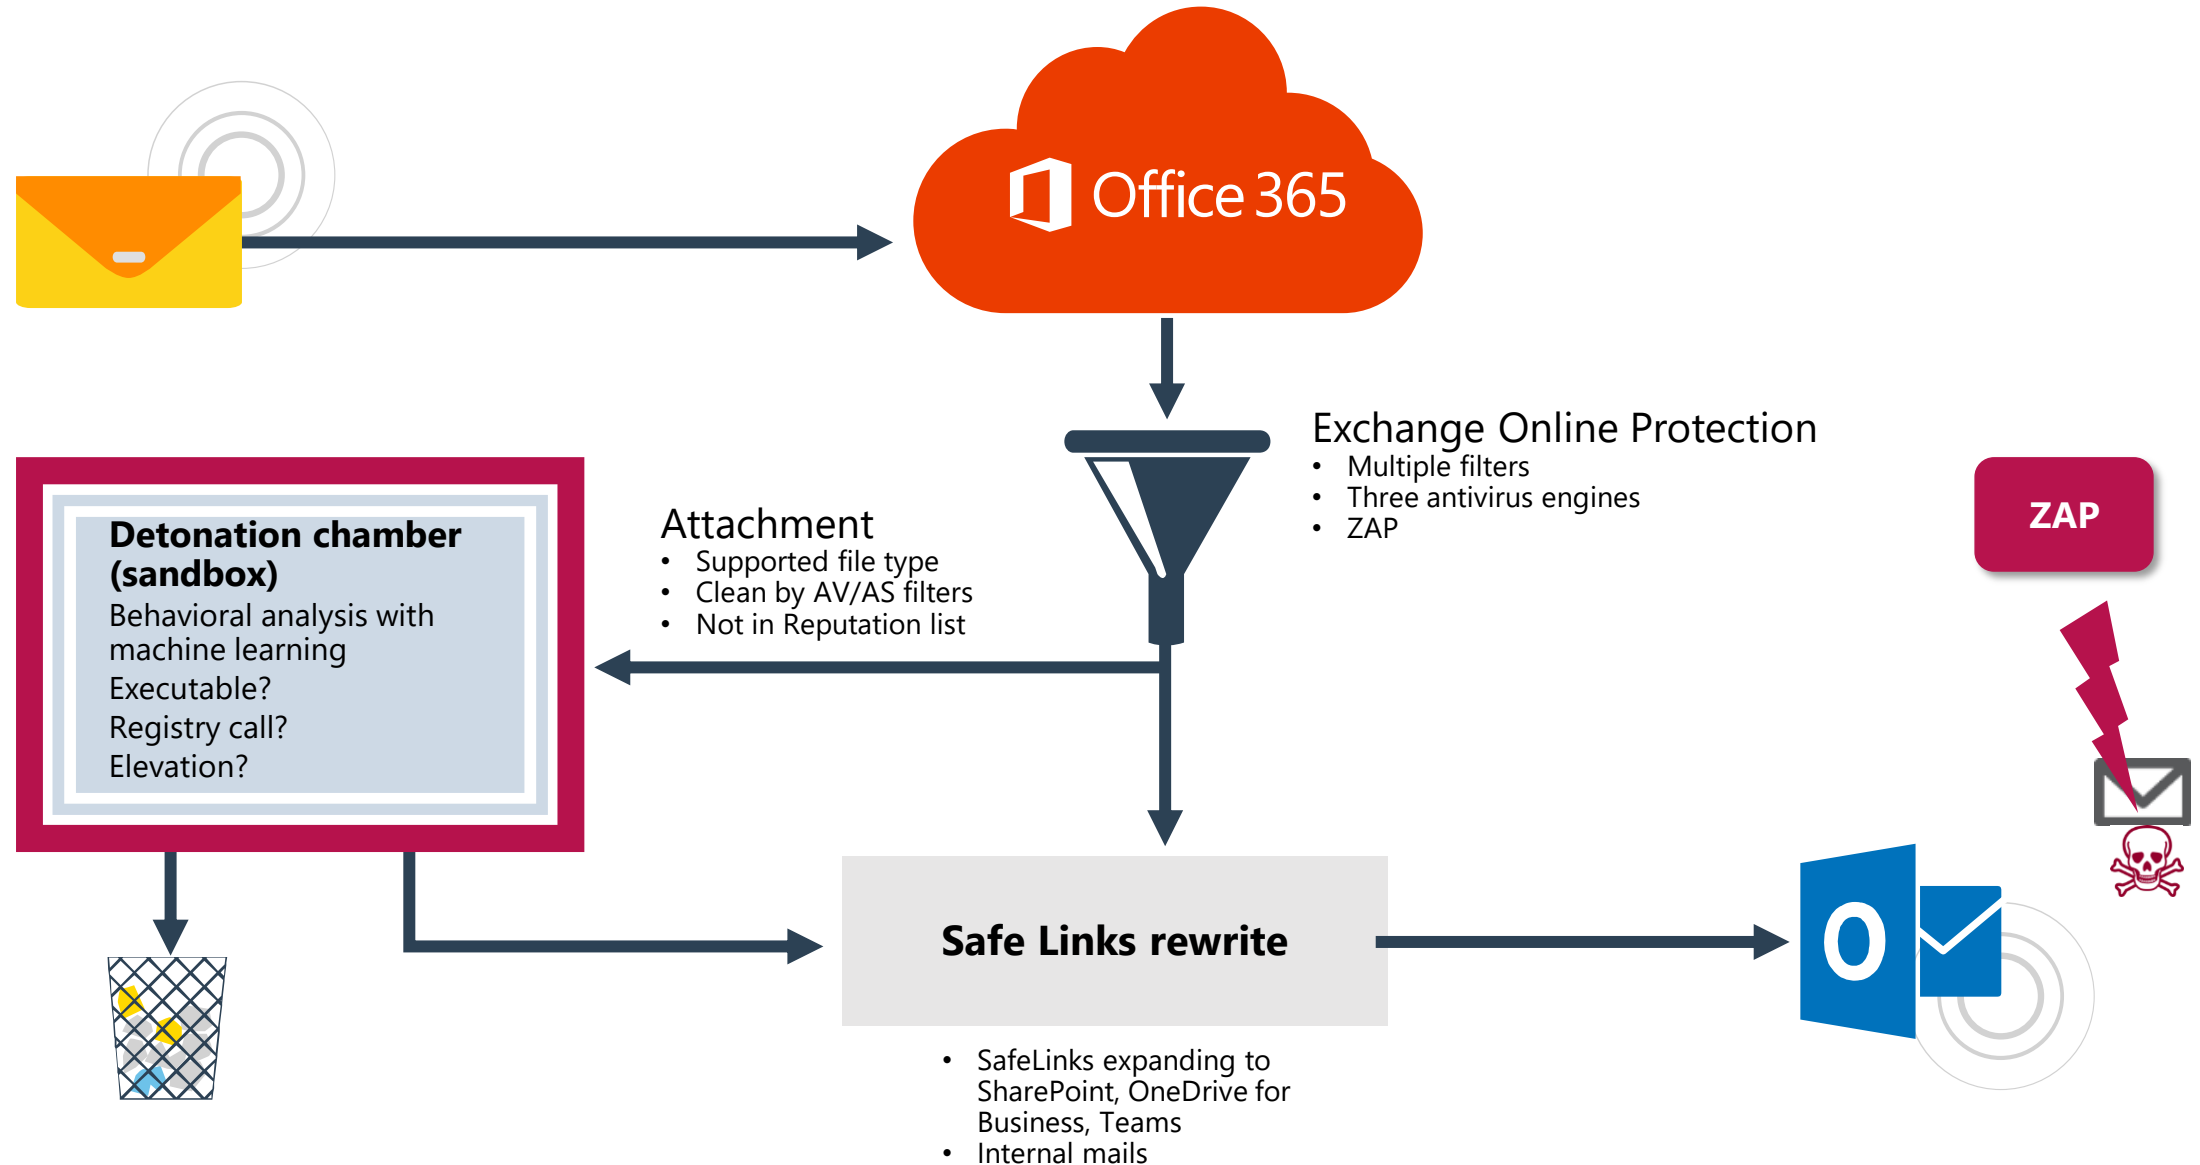 Office 365
Exchange Online Protection
• Multiple filters
• Three antivirus engines
• ZAP
ZAP
Attachment
• Supported file type
• Clean by AV/AS filters
• Not in Reputation list
Detonation chamber
(sandbox)
Behavioral analysis with
machine learning
Executable?
Registry call?
Elevation?
Safe Links rewrite
• SafeLinks expanding to
SharePoint, OneDrive for
Business, Teams
• Internal mails